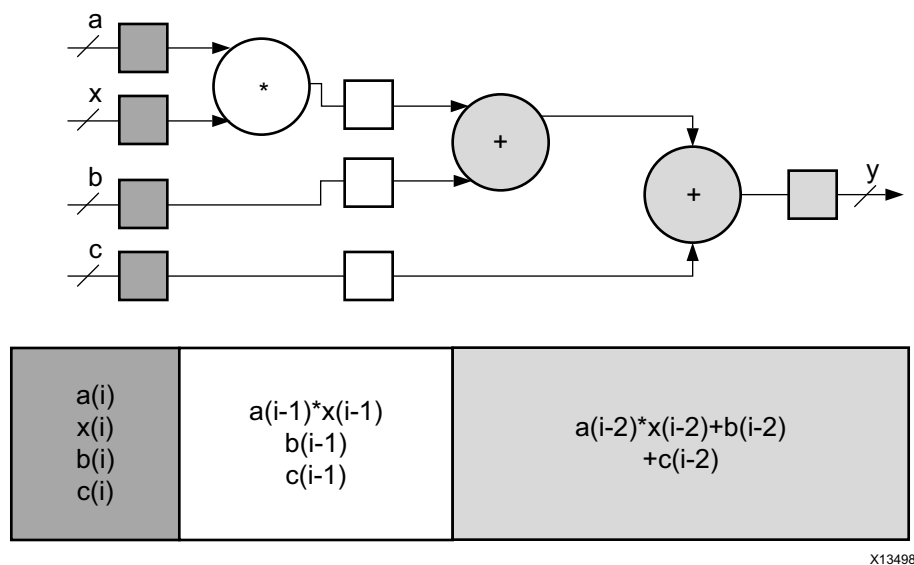 a
*
x
+
b
+
y
c
a(i)
x(i)
b(i)
c(i)
a(i-1)*x(i-1)
b(i-1)
c(i-1)
a(i-2)*x(i-2)+b(i-2)
+c(i-2)
X13498